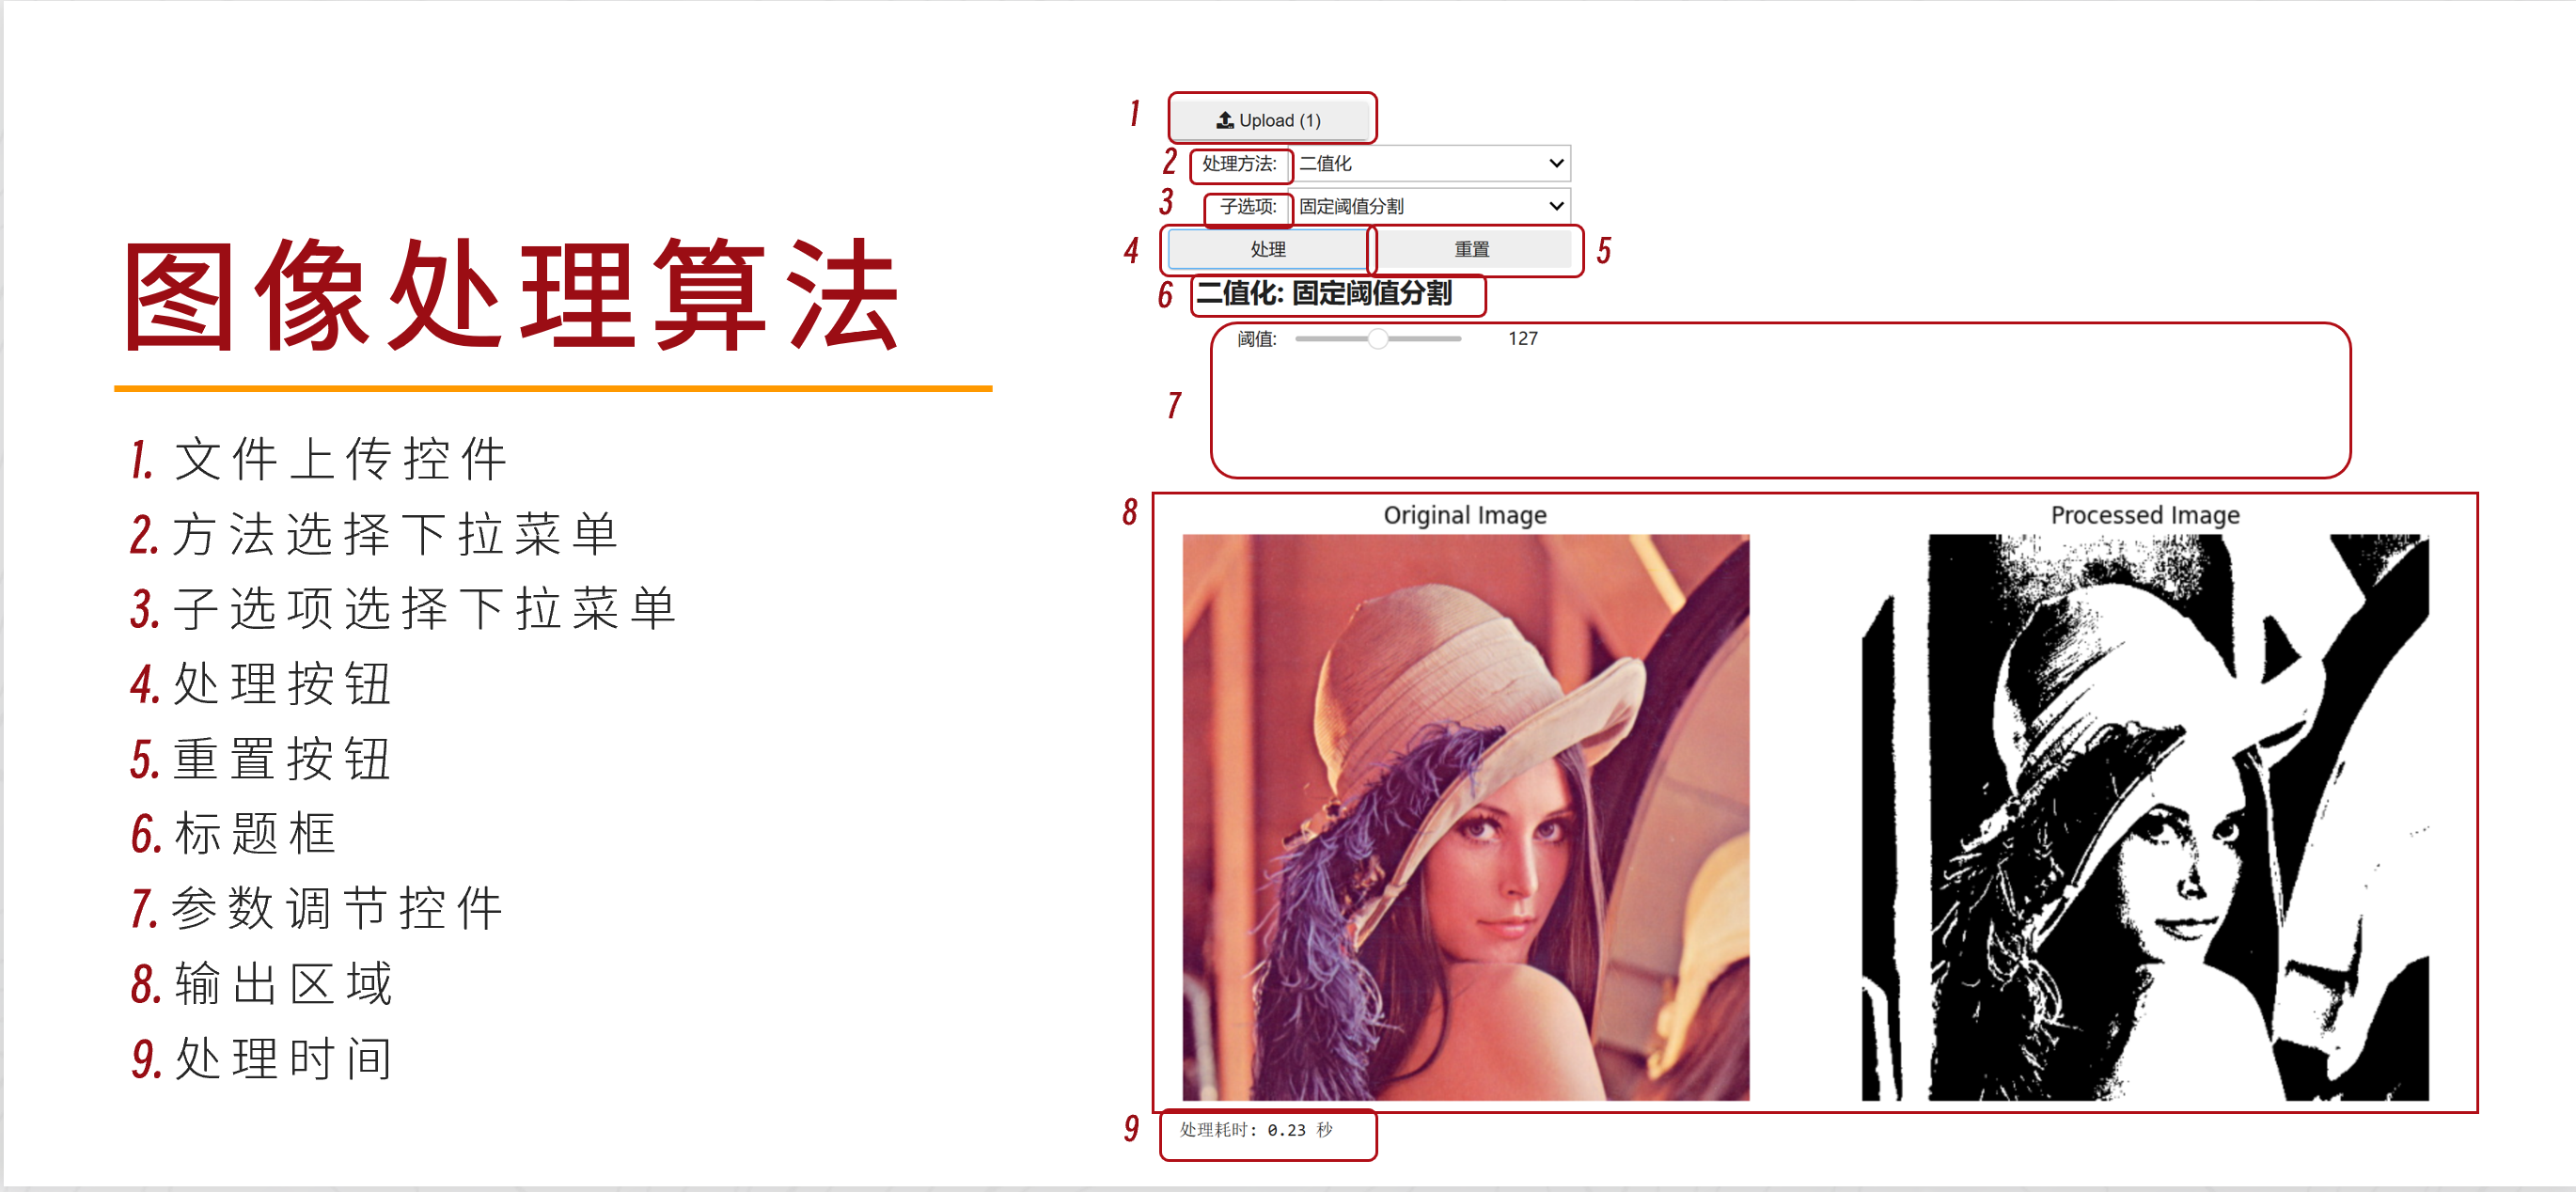 图像处理算法
1. 文件上传控件
2. 方法选择下拉菜单
3. 子选项选择下拉菜单
4. 处理按钮
5. 重置按钮
6. 标题框
7. 参数调节控件
8. 输出区域
9. 处理时间
1 Upload (1)
2 处理方法: 二值化
3 子选项: 固定阈值分割
4 处理 重置 5
6 二值化: 固定阈值分割
阈值: 127
7
8 Original Image Processed Image
9 处理耗时: 0.23 秒